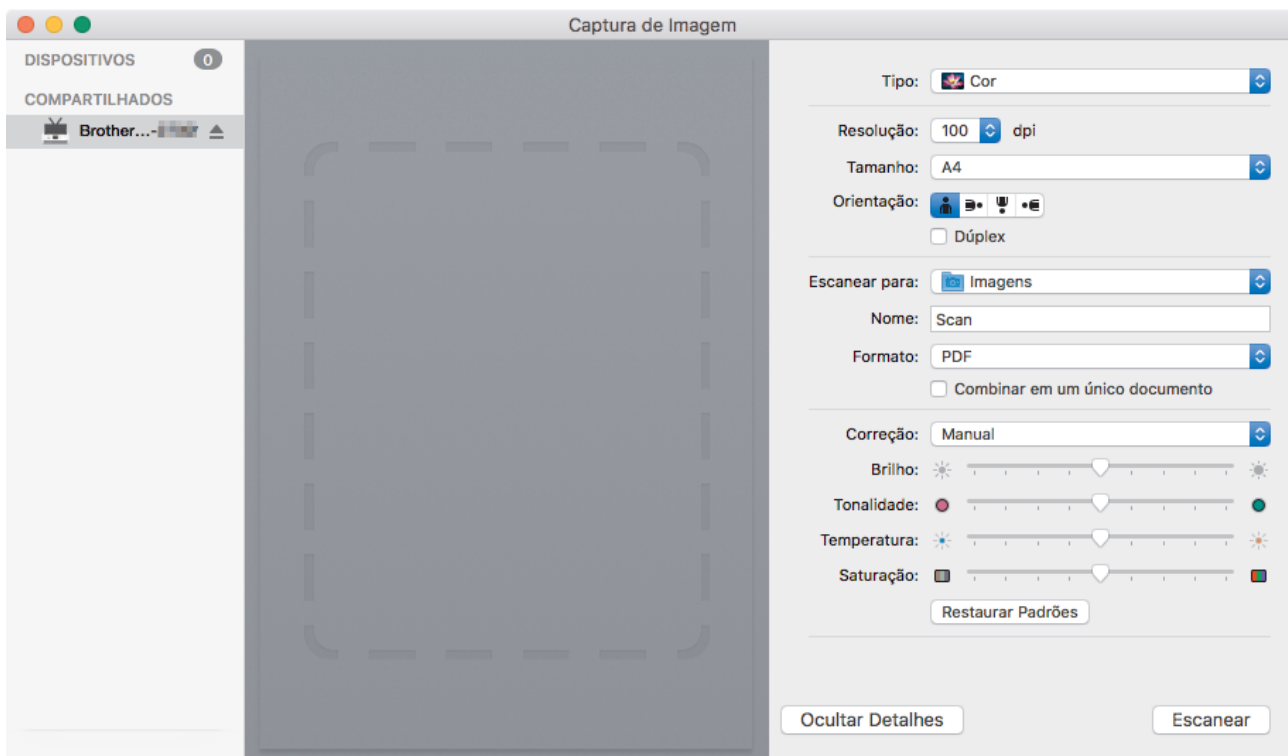 Captura de Imagem
DISPOSITIVOS 0
COMPARTILHADOS
Brother...-
Tipo: Cor
Resolução: 100 dpi
Tamanho: A4
Orientação:
Dúplex
Escanear para: Imagens
Nome: Scan
Formato: PDF
Combinar em um único documento
Correção: Manual
Brilho:
Tonalidade:
Temperatura:
Saturação:
Restaurar Padrões
Ocultar Detalhes Escanear